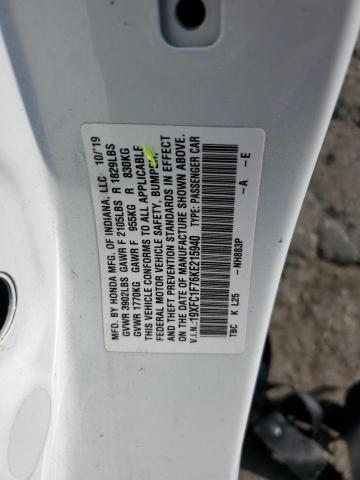 MFD. BY HONDA MFG. OF INDIANA, LLC 10/19
GVWR 3902LBS GAWR F 2105LBS R 1829LBS
GVWR 1770KG GAWR F 955KG R 830KG
THIS VEHICLE CONFORMS TO ALL APPLICABLE
FEDERAL MOTOR VEHICLE SAFETY, BUMPER,
AND THEFT PREVENTION STANDARDS IN EFFECT
ON THE DATE OF MANUFACTURE SHOWN ABOVE.
V.I.N.:19XFC1F76KE215940 TYPE: PASSENGER CAR
-NH883P -A -E
TBC K L25